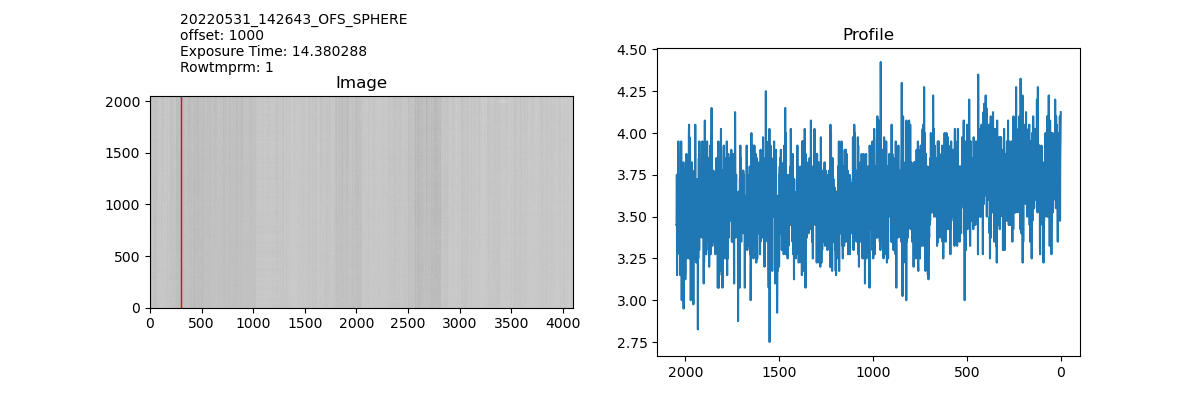 20220531_142643_OFS_SPHERE
offset: 1000
Exposure Time: 14.380288
Rowtmprm: 1
Image
2000
1500
1000
500
0
0 500 1000 1500 2000 2500 3000 3500 4000
Profile
4.50
4.25
4.00
3.75
3.50
3.25
3.00
2.75
2000 1500 1000 500 0